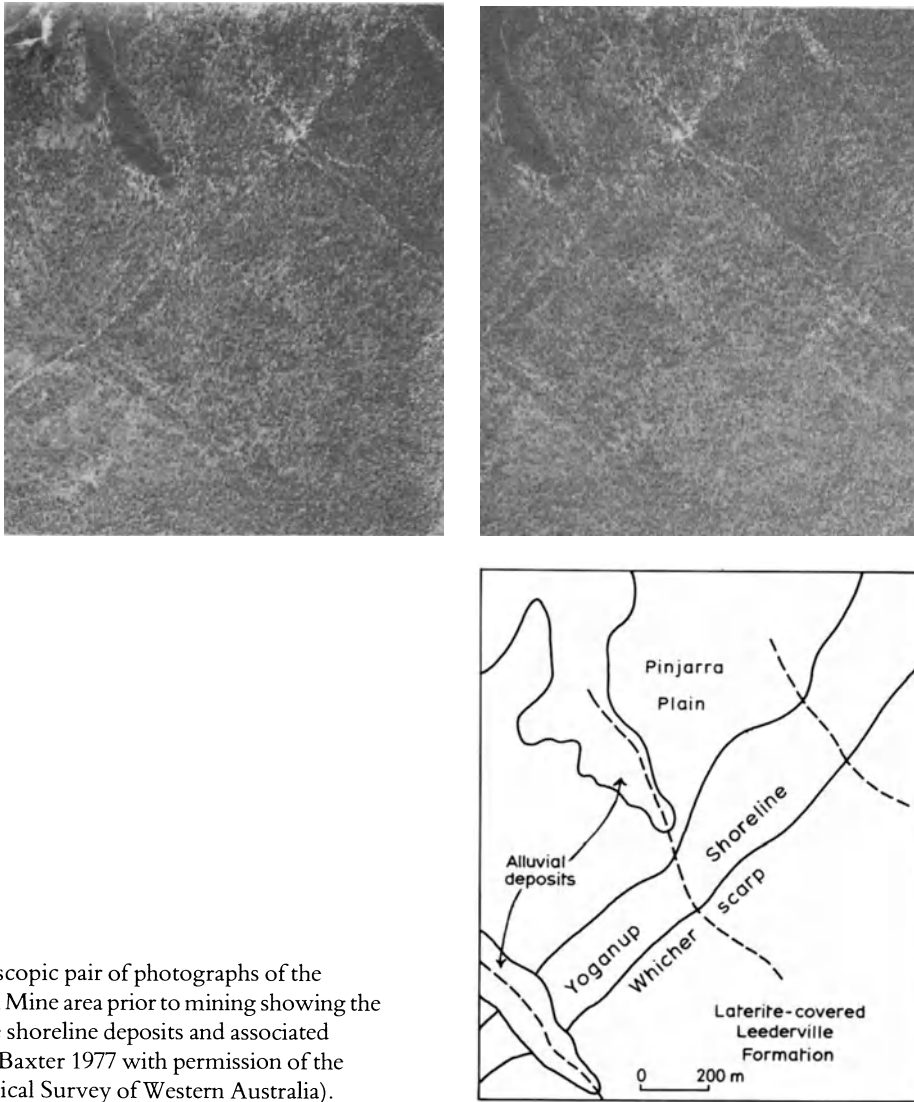 Pinjarra
Plain
Shoreline
Alluvial
deposits
Yoganup
Whicher scarp
Laterite-covered
Leederville
Formation
0 200 m
scopic pair of photographs of the
Mine area prior to mining showing the
shoreline deposits and associated
Baxter 1977 with permission of the
ical Survey of Western Australia).